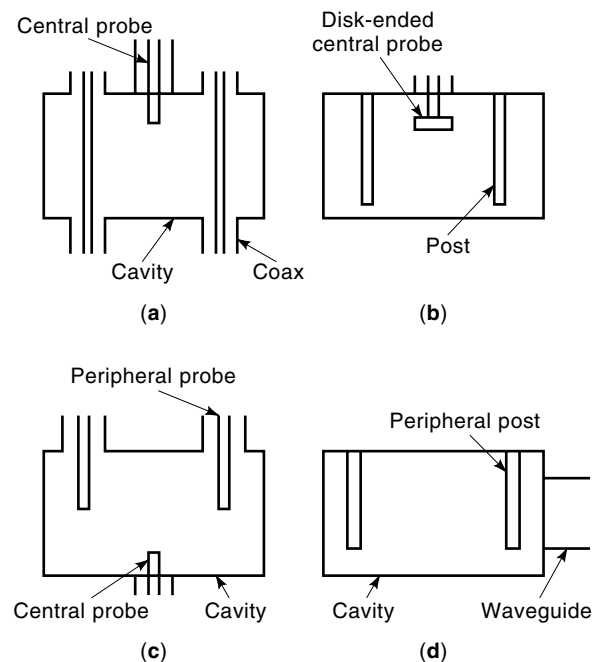 Central probe
Disk-ended
central probe
Cavity
Coax
Post
(a)
(b)
Peripheral probe
Peripheral post
Central probe
Cavity
Cavity
Waveguide
(c)
(d)